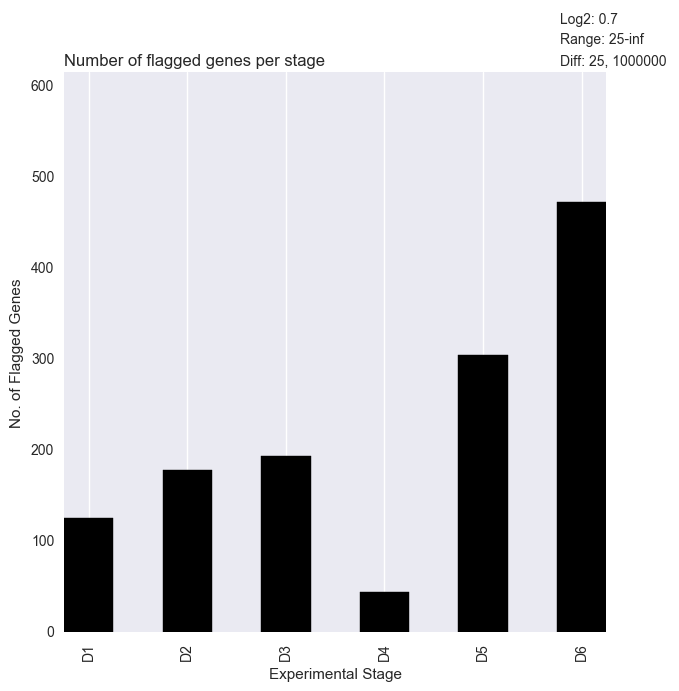 Log2: 0.7
Range: 25-inf
Diff: 25, 1000000
Number of flagged genes per stage
600
500
400
300
200
100
0
No. of Flagged Genes
D1 D2 D3 D4 D5 D6
Experimental Stage